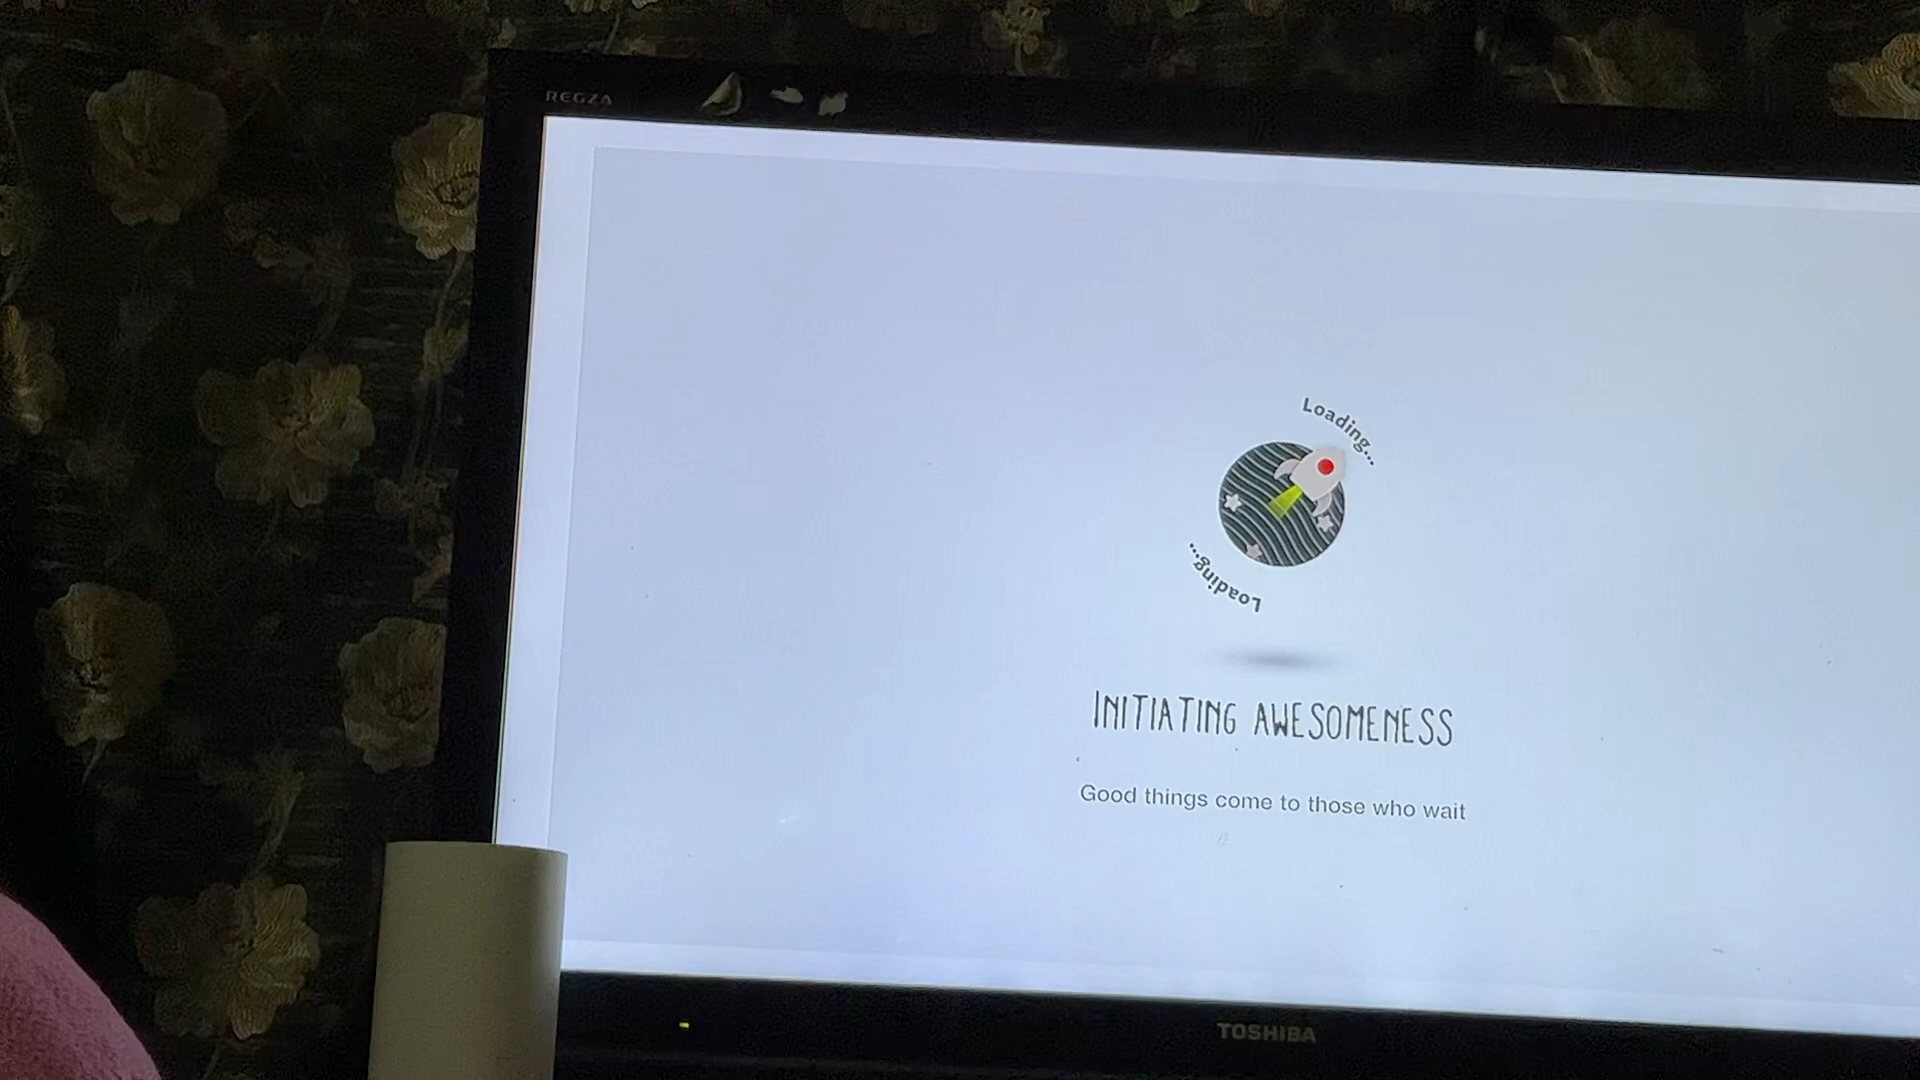 REGZA
Loading...
Loading...
INITIATING AWESOMENESS
Good things come to those who wait
TOSHIBA